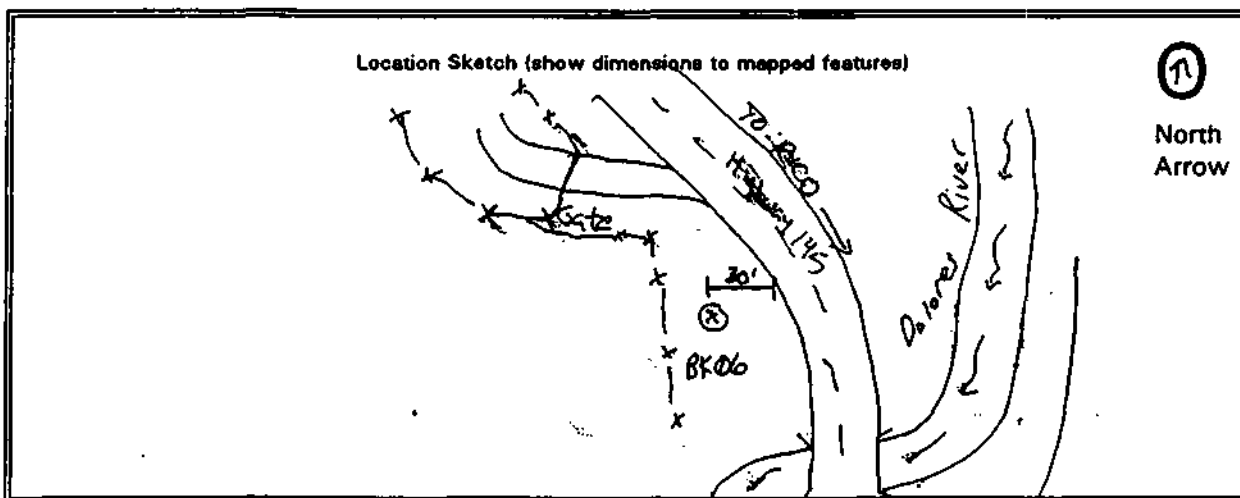 Location Sketch (show dimensions to mapped features)
North
Arrow
TO: RICO
Highway 145
Dolores River
Gate
30'
BK06